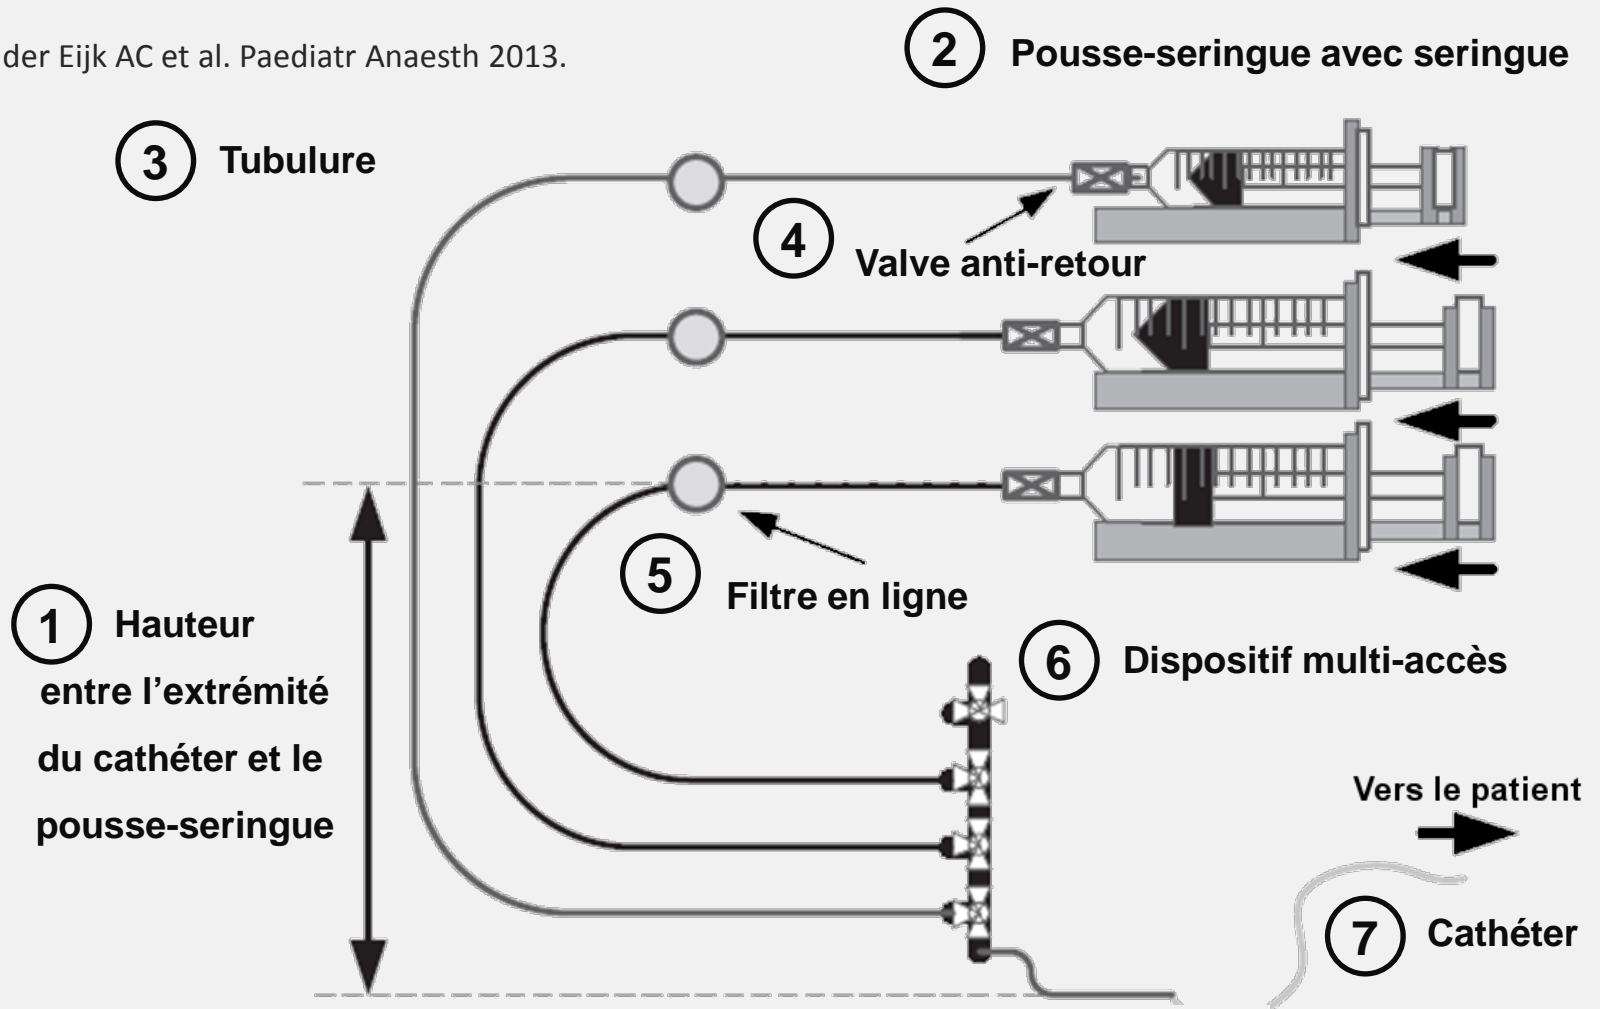 der Eijk AC et al. Paediatr Anaesth 2013.
2 Pousse-seringue avec seringue
3 Tubulure
4 Valve anti-retour
5 Filtre en ligne
1 Hauteur
entre l’extrémité
du cathéter et le
pousse-seringue
6 Dispositif multi-accès
Vers le patient
7 Cathéter